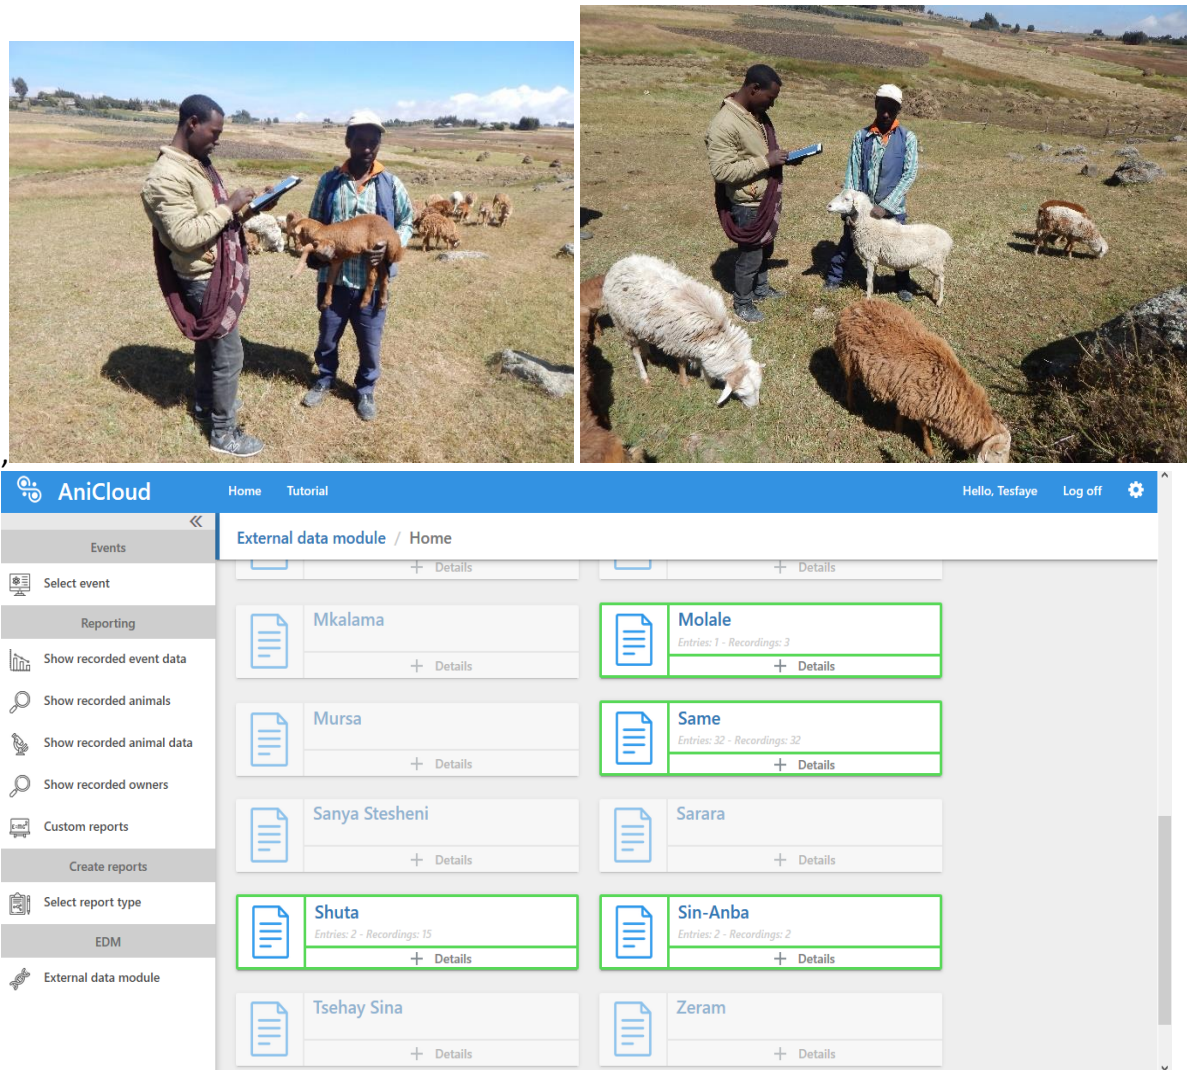 ,
AniCloud
Home Tutorial
Hello, Tesfaye Log off
Events
Select event
Reporting
Show recorded event data
Show recorded animals
Show recorded animal data
Show recorded owners
Custom reports
Create reports
Select report type
EDM
External data module
External data module / Home
+ Details
+ Details
Mkalama
+ Details
Molale
Entries: 1 - Recordings: 3
+ Details
Mursa
+ Details
Same
Entries: 32 - Recordings: 32
+ Details
Sanya Stesheni
+ Details
Sarara
+ Details
Shuta
Entries: 2 - Recordings: 15
+ Details
Sin-Anba
Entries: 2 - Recordings: 2
+ Details
Tsehay Sina
+ Details
Zeram
+ Details